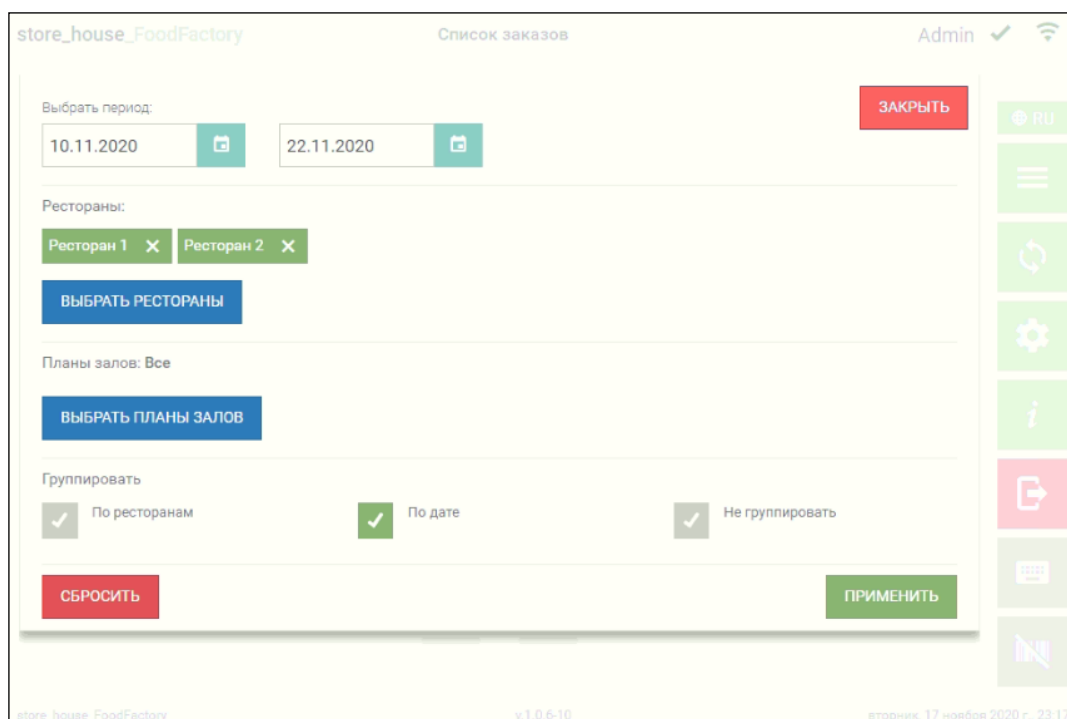 store_house_FoodFactory Список заказов Admin
Выбрать период:
ЗАКРЫТЬ
RU
10.11.2020 22.11.2020
Рестораны:
Ресторан 1 Ресторан 2
ВЫБРАТЬ РЕСТОРАНЫ
Планы залов: Все
ВЫБРАТЬ ПЛАНЫ ЗАЛОВ
Группировать
По ресторанам По дате Не группировать
СБРОСИТЬ ПРИМЕНИТЬ
store_house_FoodFactory v.1.0.6-10 вторник, 17 ноября 2020 г., 23:17